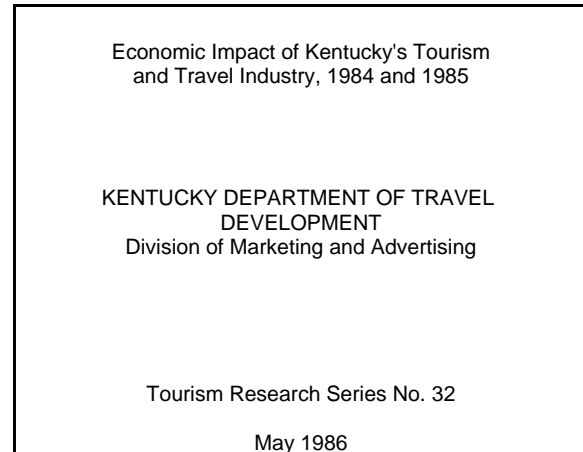 Economic Impact of Kentucky's Tourism
and Travel Industry, 1984 and 1985
KENTUCKY DEPARTMENT OF TRAVEL
DEVELOPMENT
Division of Marketing and Advertising
Tourism Research Series No. 32
May 1986